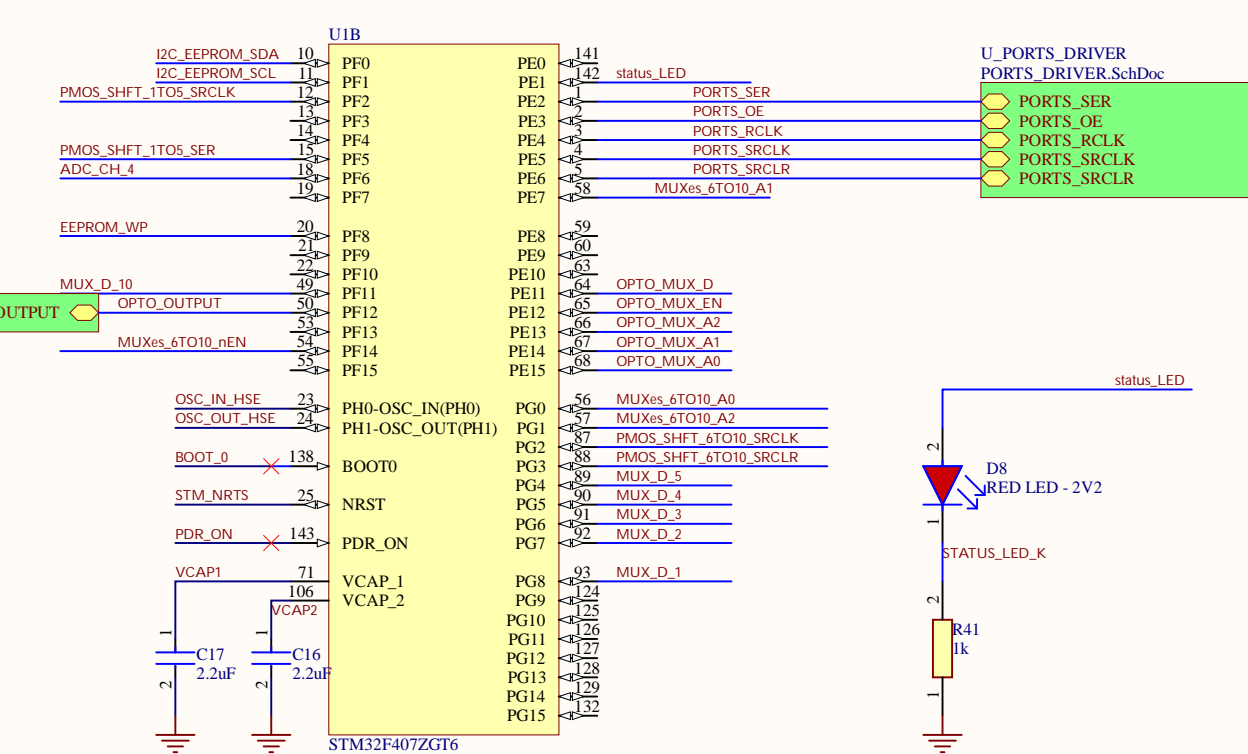 U1B
I2C_EEPROM_SDA 10 PF0 PE0 141
I2C_EEPROM_SCL 11 PF1 PE1 142 status_LED
PMOS_SHFT_1TO5_SRCLK 12 PF2 PE2 1 PORTS_SER
13 PF3 PE3 2 PORTS_OE
14 PF4 PE4 3 PORTS_RCLK
PMOS_SHFT_1TO5_SER 15 PF5 PE5 4 PORTS_SRCLK
ADC_CH_4 18 PF6 PE6 5 PORTS_SRCLR
19 PF7 PE7 58 MUXes_6TO10_A1
EEPROM_WP 20 PF8 PE8 59
21 PF9 PE9 60
22 PF10 PE10 63
MUX_D_10 49 PF11 PE11 64 OPTO_MUX_D
OUTPUT OPTO_OUTPUT 50 PF12 PE12 65 OPTO_MUX_EN
53 PF13 PE13 66 OPTO_MUX_A2
MUXes_6TO10_nEN 54 PF14 PE14 67 OPTO_MUX_A1
55 PF15 PE15 68 OPTO_MUX_A0
OSC_IN_HSE 23 PH0-OSC_IN(PH0) PG0 56 MUXes_6TO10_A0
OSC_OUT_HSE 24 PH1-OSC_OUT(PH1) PG1 57 MUXes_6TO10_A2
PG2 87 PMOS_SHFT_6TO10_SRCLK
BOOT_0 138 BOOT0 PG3 88 PMOS_SHFT_6TO10_SRCLR
PG4 89 MUX_D_5
STM_NRTS 25 NRST PG5 90 MUX_D_4
PG6 91 MUX_D_3
PDR_ON 143 PDR_ON PG7 92 MUX_D_2
VCAP1 71 VCAP_1 PG8 93 MUX_D_1
VCAP2 106 VCAP_2 PG9 124
PG10 125
PG11 126
PG12 127
PG13 128
PG14 129
PG15 132
1 C17 2.2uF 2
1 C16 2.2uF 2
STM32F407ZGT6
U_PORTS_DRIVER
PORTS_DRIVER.SchDoc
PORTS_SER
PORTS_OE
PORTS_RCLK
PORTS_SRCLK
PORTS_SRCLR
status_LED
2
D8
RED LED - 2V2
1
STATUS_LED_K
2
R41
1k
1